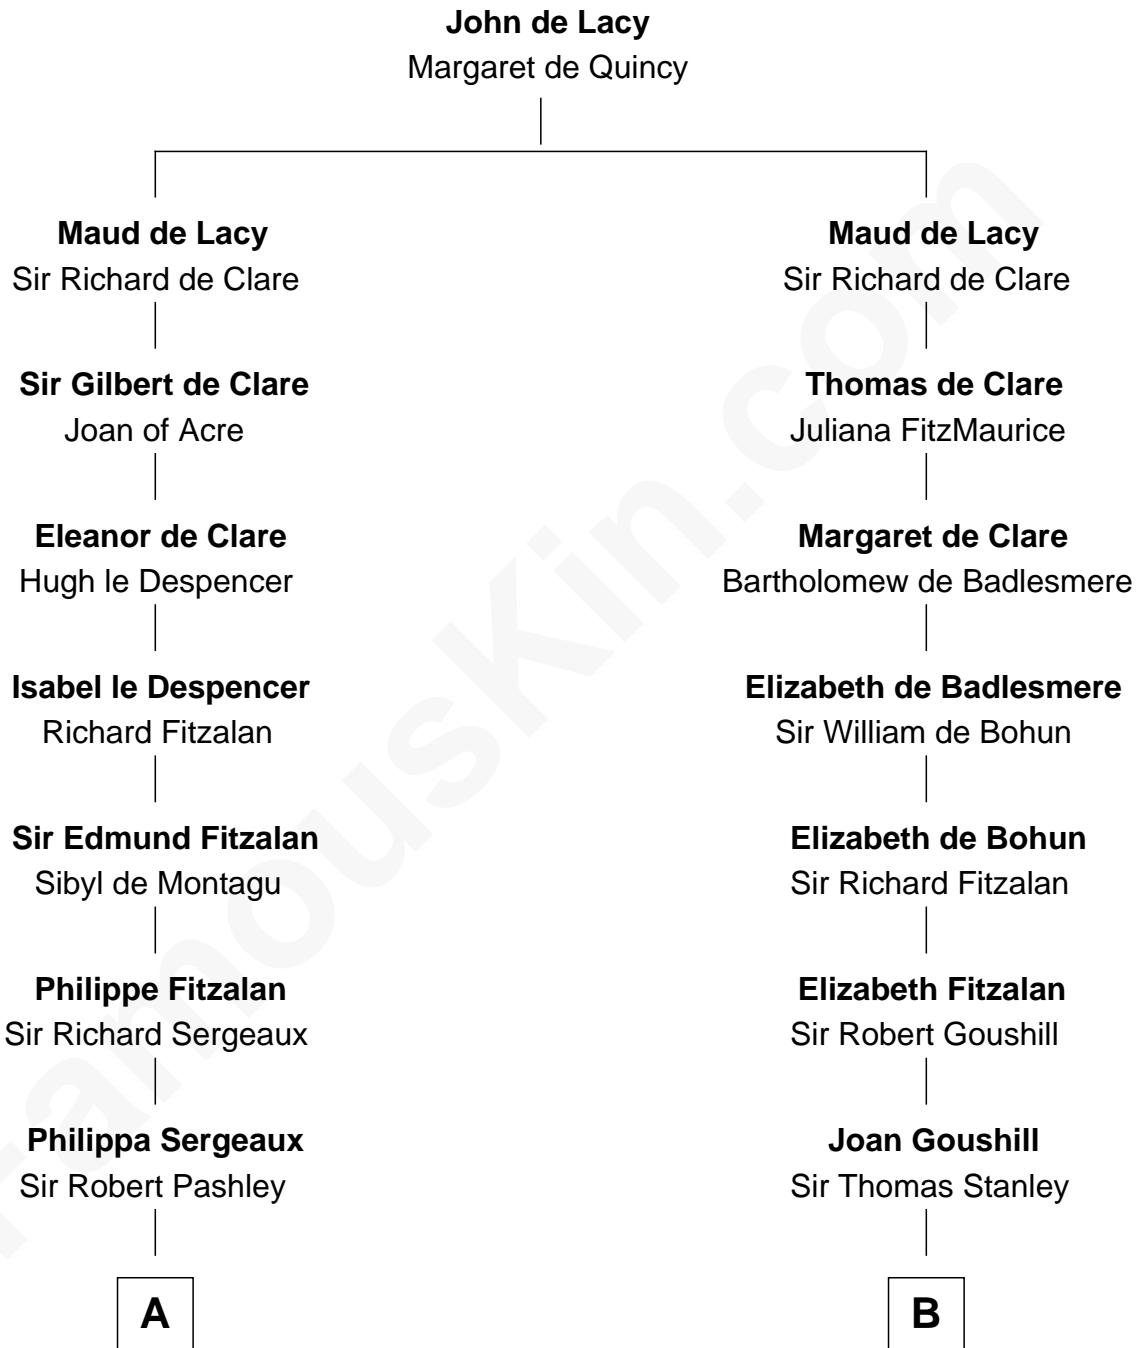 John de Lacy
Margaret de Quincy
Maud de Lacy
Sir Richard de Clare
Sir Gilbert de Clare
Joan of Acre
Eleanor de Clare
Hugh le Despencer
Isabel le Despencer
Richard Fitzalan
Sir Edmund Fitzalan
Sibyl de Montagu
Philippe Fitzalan
Sir Richard Sergeaux
Philippa Sergeaux
Sir Robert Pashley
A
Maud de Lacy
Sir Richard de Clare
Thomas de Clare
Juliana FitzMaurice
Margaret de Clare
Bartholomew de Badlesmere
Elizabeth de Badlesmere
Sir William de Bohun
Elizabeth de Bohun
Sir Richard Fitzalan
Elizabeth Fitzalan
Sir Robert Goushill
Joan Goushill
Sir Thomas Stanley
B
FamousKin.com